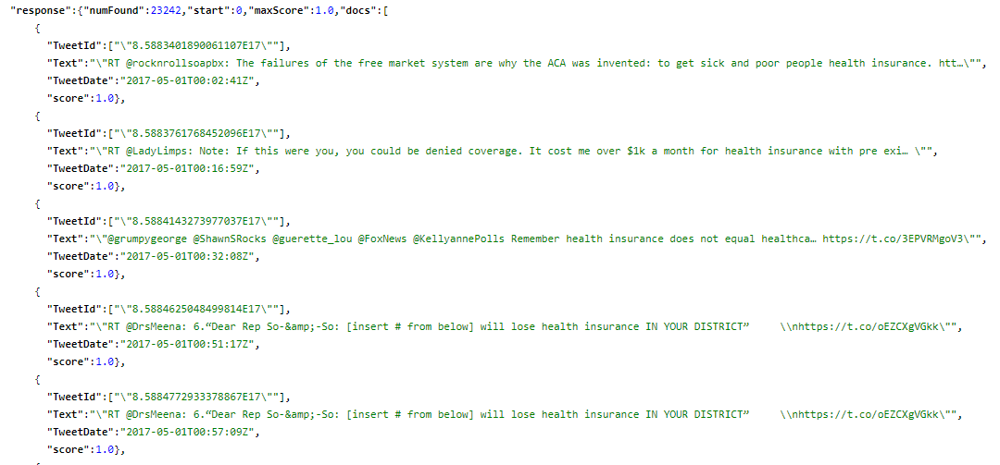 "response":{"numFound":23242,"start":0,"maxScore":1.0,"docs":[
{
"TweetId":["\"8.5883401890061107E17\""],
"Text":"\"RT @rocknrollsoapbx: The failures of the free market system are why the ACA was invented: to get sick and poor people health insurance. htt…\"",
"TweetDate":"2017-05-01T00:02:41Z",
"score":1.0},
{
"TweetId":["\"8.5883761768452096E17\""],
"Text":"\"RT @LadyLimps: Note: If this were you, you could be denied coverage. It cost me over $1k a month for health insurance with pre exi… \"",
"TweetDate":"2017-05-01T00:16:59Z",
"score":1.0},
{
"TweetId":["\"8.5884143273977037E17\""],
"Text":"\"@grumpygeorge @ShawnSRocks @guerette_lou @FoxNews @KellyannePolls Remember health insurance does not equal healthca… https://t.co/3EPVRMgoV3\"",
"TweetDate":"2017-05-01T00:32:08Z",
"score":1.0},
{
"TweetId":["\"8.5884625048499814E17\""],
"Text":"\"RT @DrsMeena: 6.“Dear Rep So-&amp;-So: [insert # from below] will lose health insurance IN YOUR DISTRICT”     \\nhttps://t.co/oEZCXgVGkk\"",
"TweetDate":"2017-05-01T00:51:17Z",
"score":1.0},
{
"TweetId":["\"8.5884772933378867E17\""],
"Text":"\"RT @DrsMeena: 6.“Dear Rep So-&amp;-So: [insert # from below] will lose health insurance IN YOUR DISTRICT”     \\nhttps://t.co/oEZCXgVGkk\"",
"TweetDate":"2017-05-01T00:57:09Z",
"score":1.0},
{